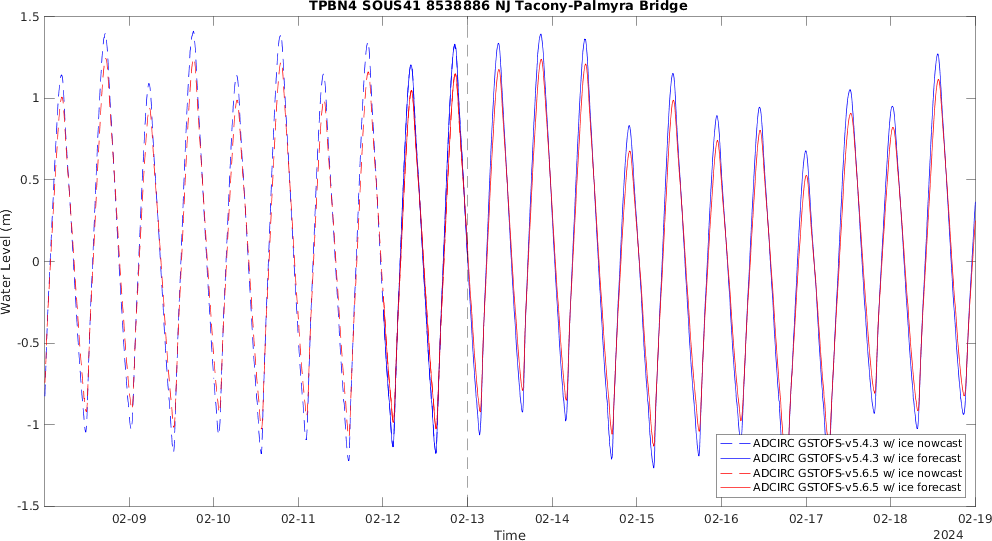 TPBN4 SOUS41 8538886 NJ Tacony-Palmyra Bridge
1.5
1
0.5
0
-0.5
-1
-1.5
Water Level (m)
ADCIRC GSTOFS-v5.4.3 w/ ice nowcast
ADCIRC GSTOFS-v5.4.3 w/ ice forecast
ADCIRC GSTOFS-v5.6.5 w/ ice nowcast
ADCIRC GSTOFS-v5.6.5 w/ ice forecast
02-09 02-10 02-11 02-12 02-13 02-14 02-15 02-16 02-17 02-18 02-19
Time
2024